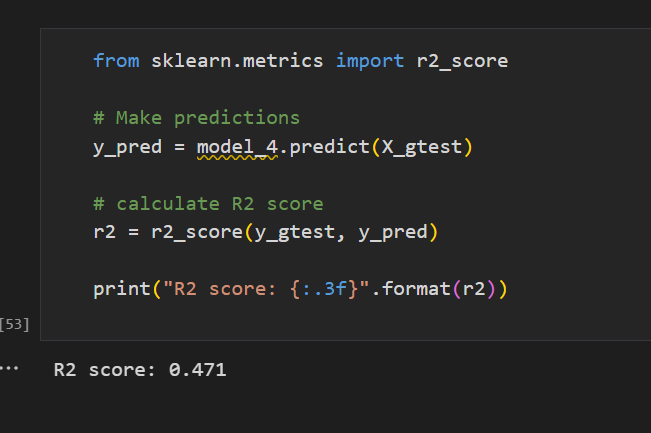 from sklearn.metrics import r2_score
# Make predictions
y_pred = model_4.predict(X_gtest)
# calculate R2 score
r2 = r2_score(y_gtest, y_pred)
print("R2 score: {:.3f}".format(r2))
[53]
... R2 score: 0.471